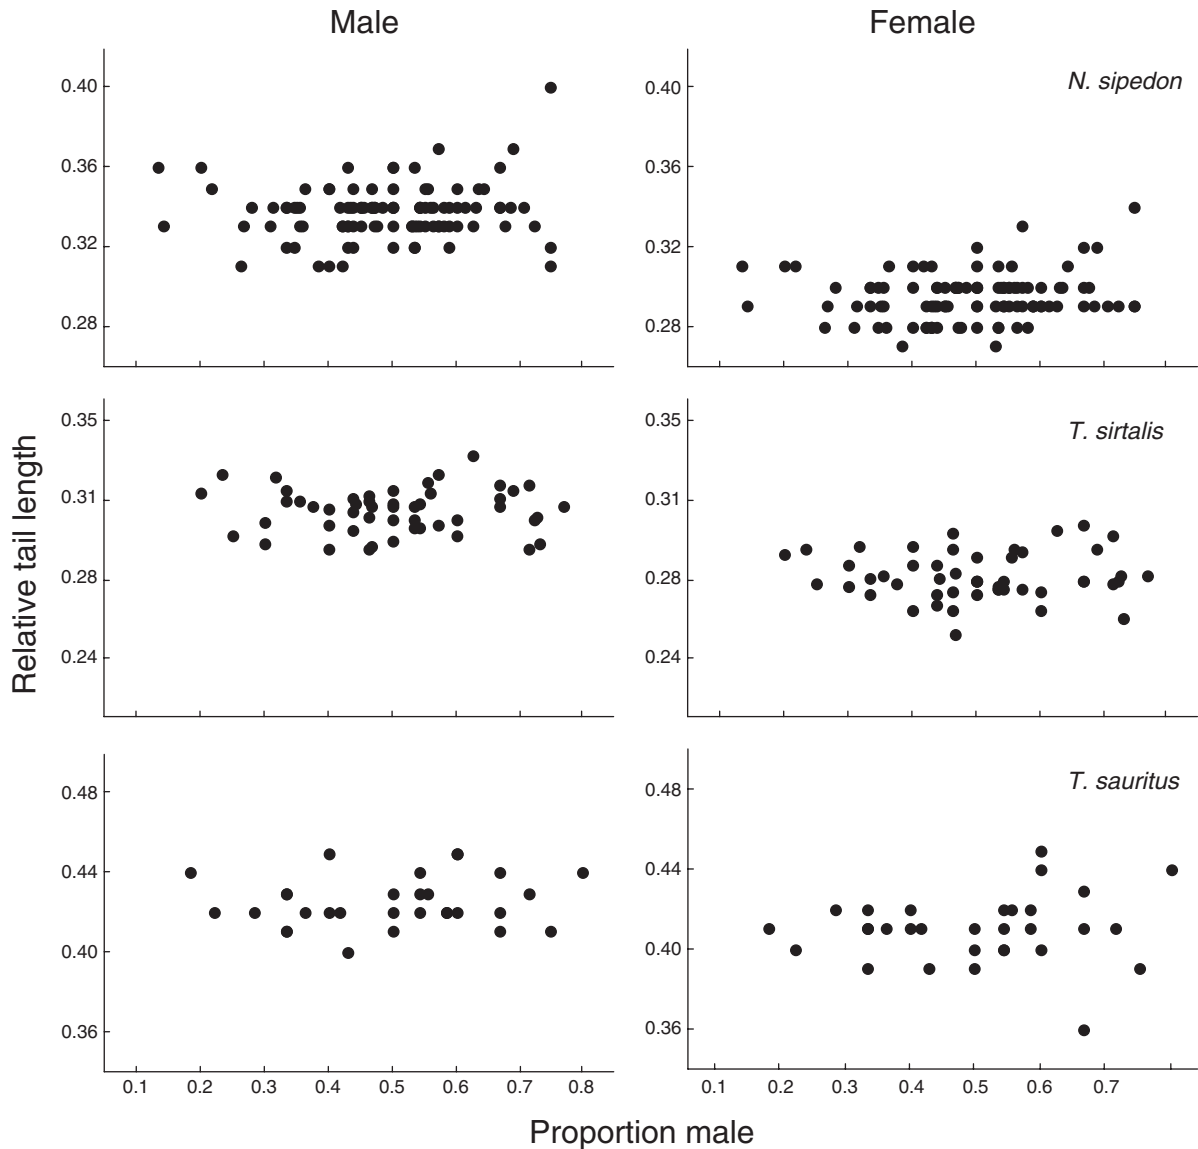 Male
Female
N. sipedon
0.40
0.36
0.32
0.28
0.40
0.36
0.32
0.28
T. sirtalis
0.35
0.31
0.28
0.24
0.35
0.31
0.28
0.24
T. sauritus
0.48
0.44
0.40
0.36
0.48
0.44
0.40
0.36
0.1 0.2 0.3 0.4 0.5 0.6 0.7 0.8
0.1 0.2 0.3 0.4 0.5 0.6 0.7
Relative tail length
Proportion male